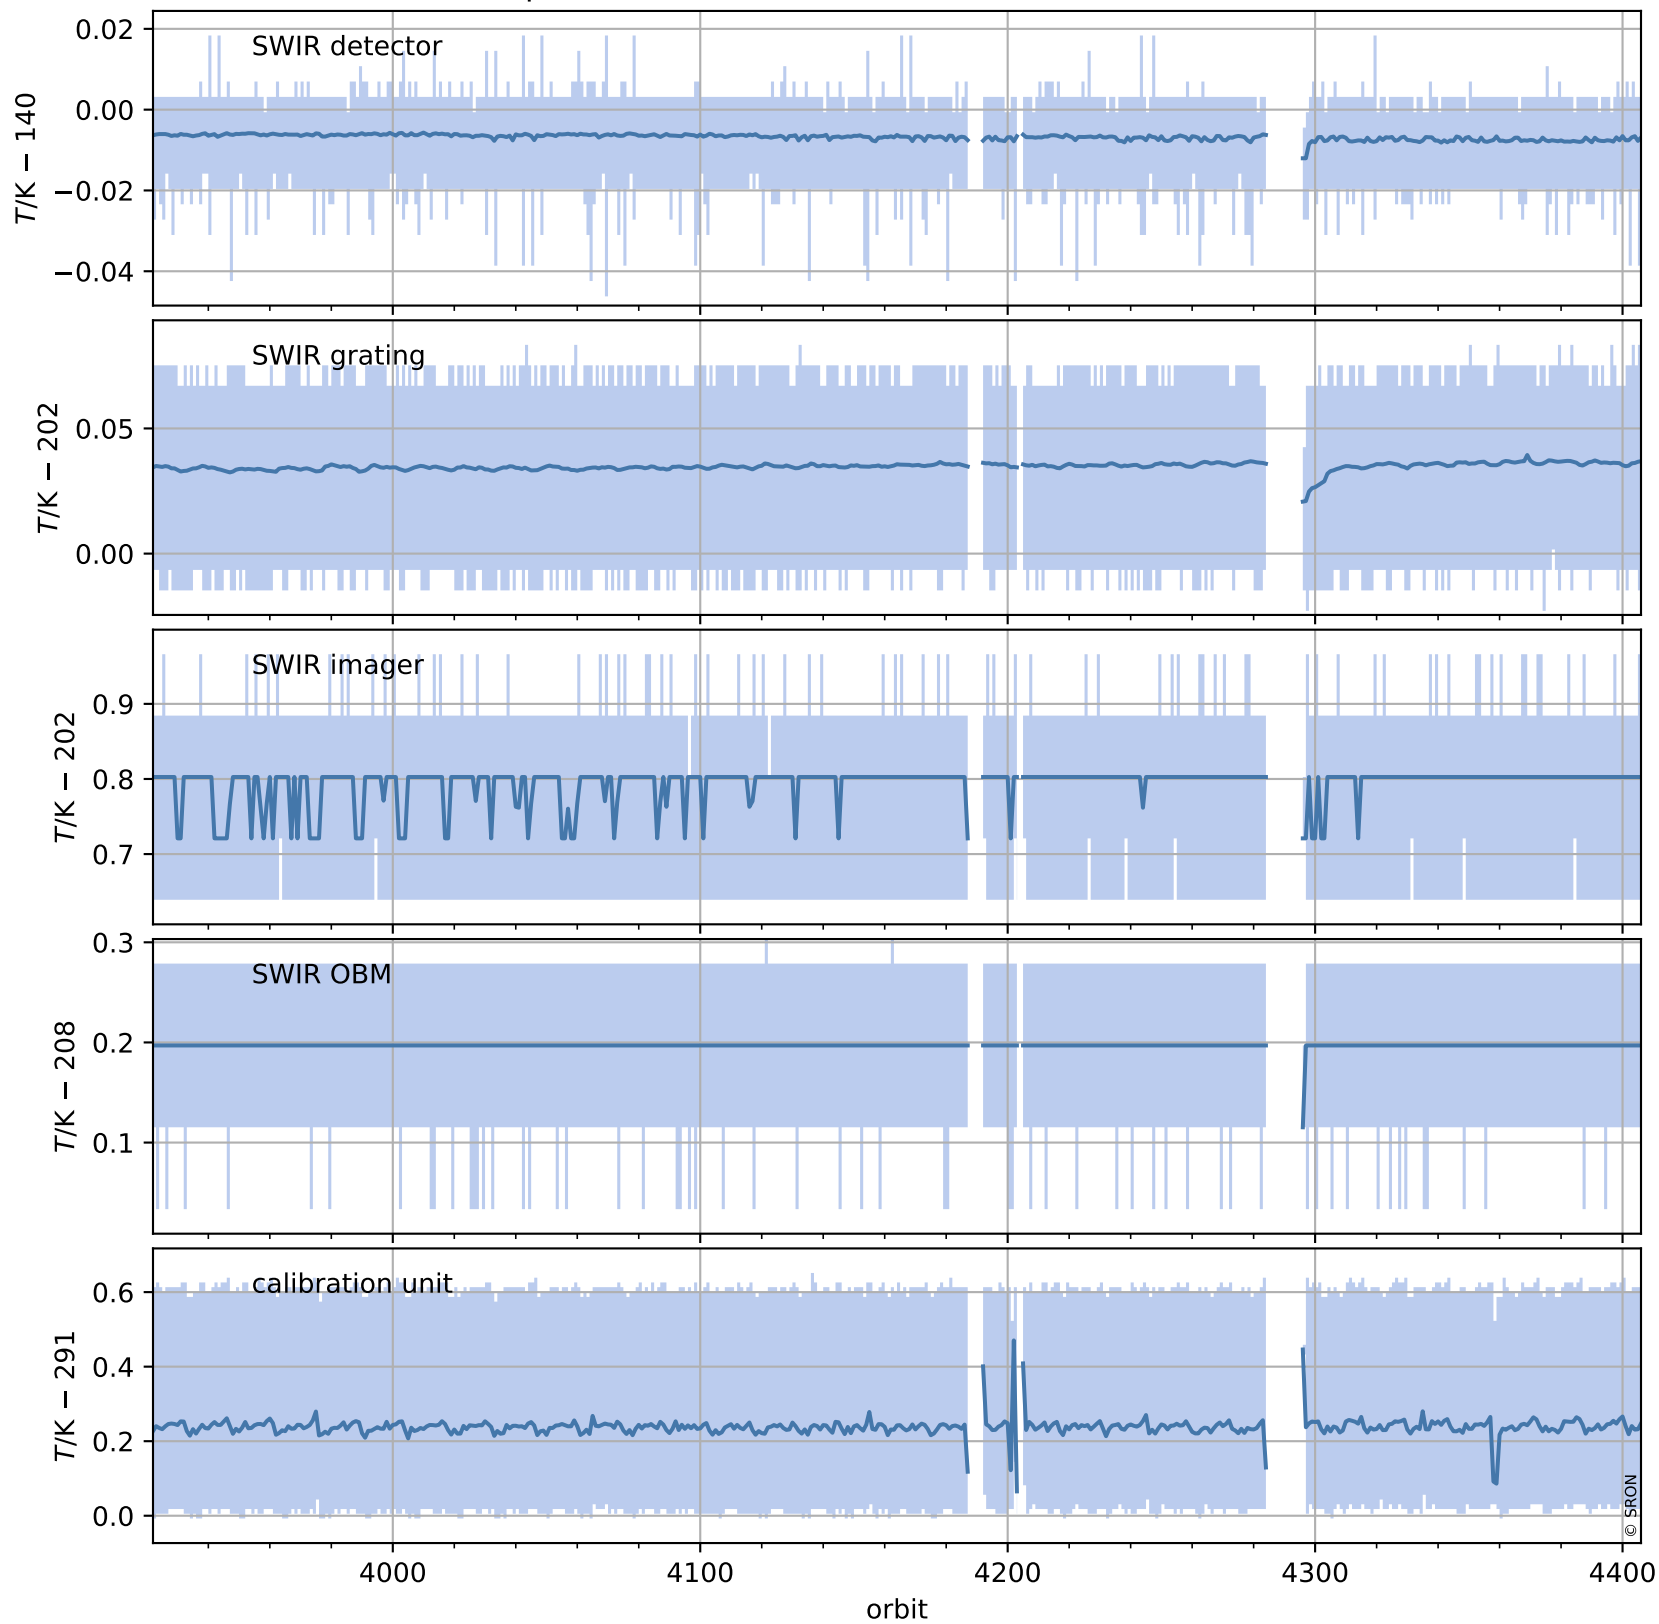 0.02
0.00
−0.02
−0.04
T/K − 140
SWIR detector
0.05
0.00
T/K − 202
SWIR grating
0.9
0.8
0.7
T/K − 202
SWIR imager
0.3
0.2
0.1
T/K − 208
SWIR OBM
0.6
0.4
0.2
0.0
T/K − 291
calibration unit
© SRON
4000 4100 4200 4300 4400
orbit